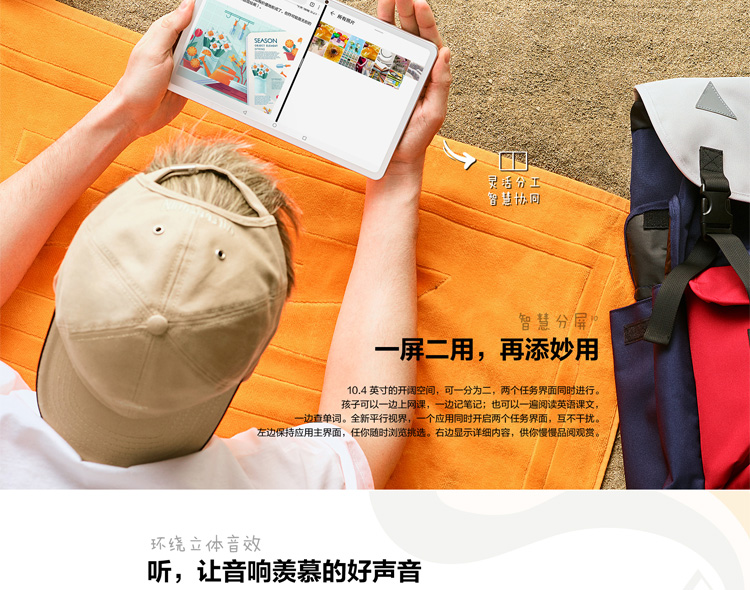 所有照片
SEASON
灵活分工
智慧协同
智慧分屏10
一屏二用，再添妙用
10.4 英寸的开阔空间，可一分为二，两个任务界面同时进行。
孩子可以一边上网课，一边记笔记；也可以一遍阅读英语课文，
一边查单词。全新平行视界，一个应用同时开启两个任务界面，互不干扰。
左边保持应用主界面，任你随时浏览挑选。右边显示详细内容，供你慢慢品阅观赏。
环绕立体音效
听，让音响羡慕的好声音